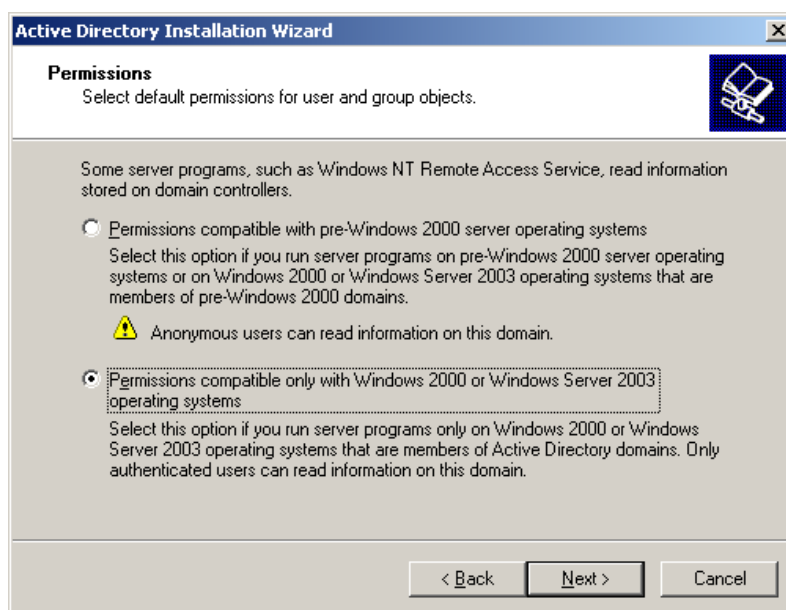 Active Directory Installation Wizard
Permissions
Select default permissions for user and group objects.
Some server programs, such as Windows NT Remote Access Service, read information
stored on domain controllers.
Permissions compatible with pre-Windows 2000 server operating systems
Select this option if you run server programs on pre-Windows 2000 server operating
systems or on Windows 2000 or Windows Server 2003 operating systems that are
members of pre-Windows 2000 domains.
Anonymous users can read information on this domain.
Permissions compatible only with Windows 2000 or Windows Server 2003
operating systems
Select this option if you run server programs only on Windows 2000 or Windows
Server 2003 operating systems that are members of Active Directory domains. Only
authenticated users can read information on this domain.
< Back Next > Cancel